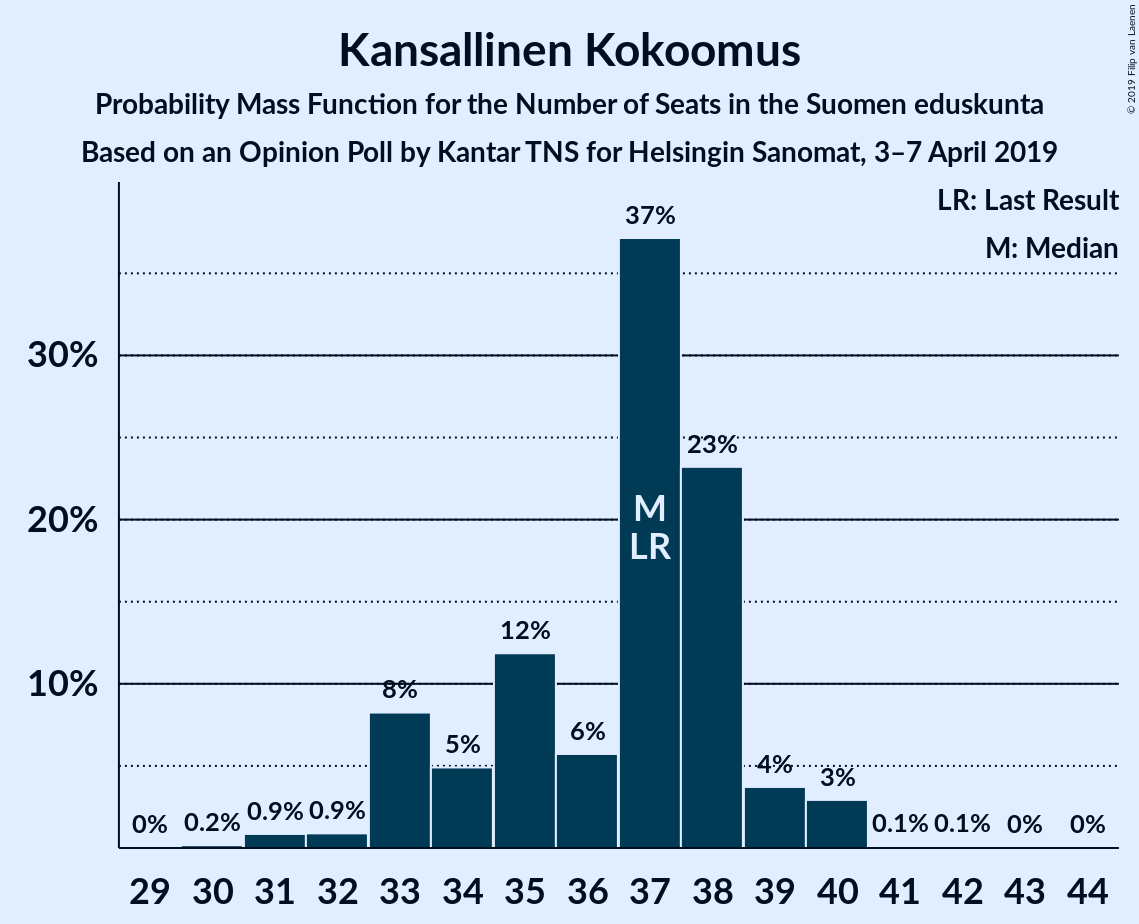 Kansallinen Kokoomus
Probability Mass Function for the Number of Seats in the Suomen eduskunta
Based on an Opinion Poll by Kantar TNS for Helsingin Sanomat, 3–7 April 2019
© 2019 Filip van Laenen
LR: Last Result
M: Median
30%
20%
10%
0% 0.2% 0.9% 0.9% 8% 5% 12% 6% 37% 23% 4% 3% 0.1% 0.1% 0% 0%
M
LR
29 30 31 32 33 34 35 36 37 38 39 40 41 42 43 44